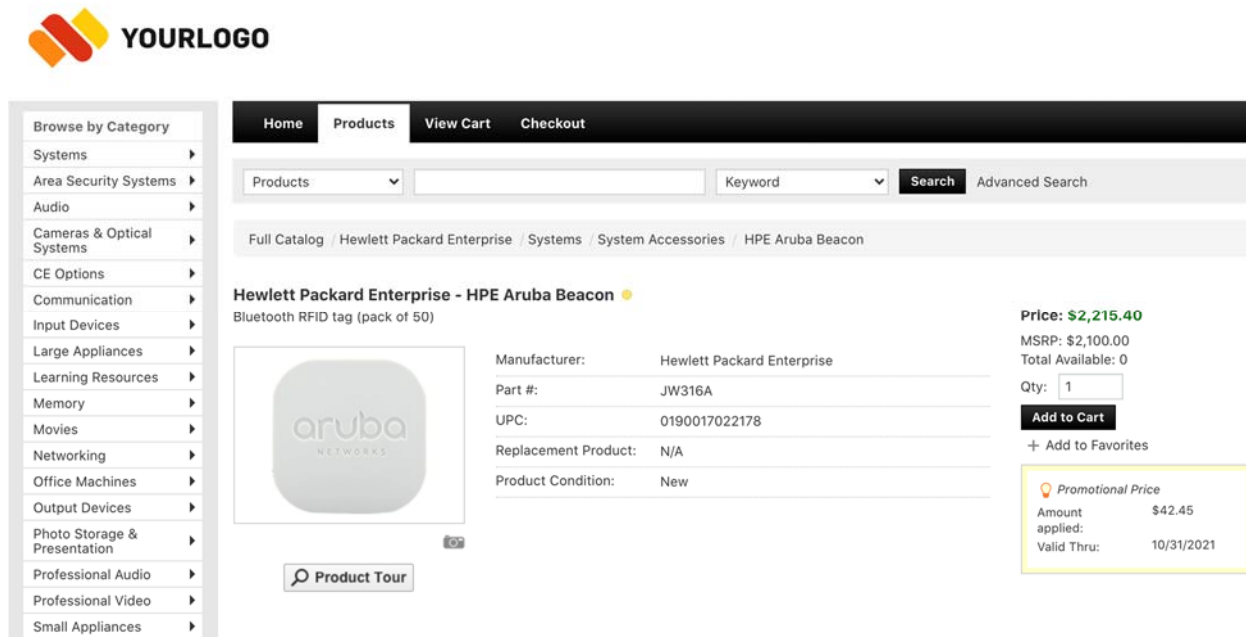 YOURLOGO
Browse by Category
Systems
Area Security Systems
Audio
Cameras & Optical
Systems
CE Options
Communication
Input Devices
Large Appliances
Learning Resources
Memory
Movies
Networking
Office Machines
Output Devices
Photo Storage &
Presentation
Professional Audio
Professional Video
Small Appliances
Home Products View Cart Checkout
Products Keyword Search Advanced Search
Full Catalog / Hewlett Packard Enterprise / Systems / System Accessories / HPE Aruba Beacon
Hewlett Packard Enterprise - HPE Aruba Beacon
Bluetooth RFID tag (pack of 50)
aruba
NETWORKS
Product Tour
Manufacturer: Hewlett Packard Enterprise
Part #: JW316A
UPC: 0190017022178
Replacement Product: N/A
Product Condition: New
Price: $2,215.40
MSRP: $2,100.00
Total Available: 0
Qty: 1
Add to Cart
+ Add to Favorites
Promotional Price
Amount $42.45
applied:
Valid Thru: 10/31/2021